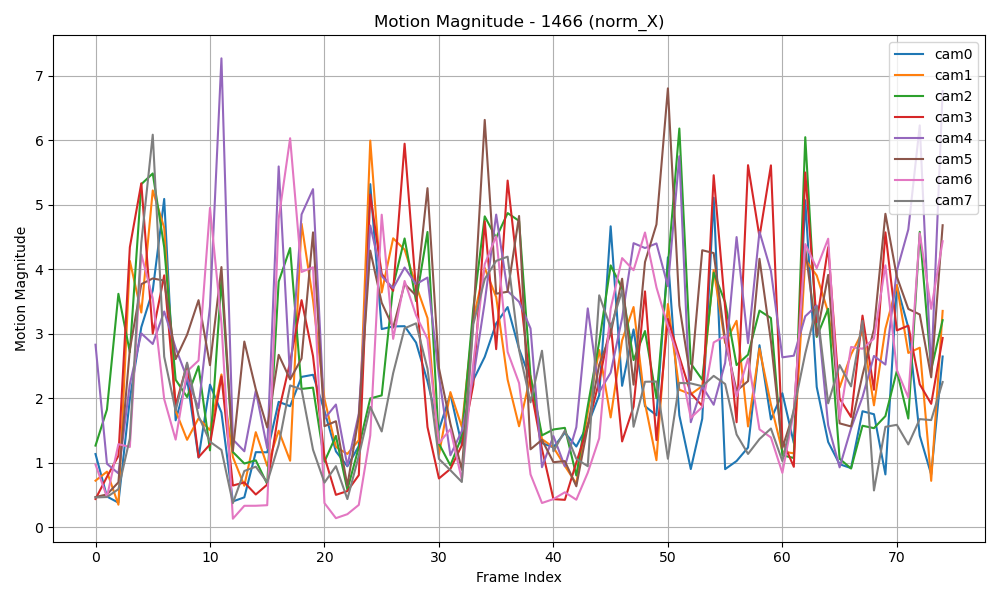 Motion Magnitude - 1466 (norm_X)
Motion Magnitude
7
6
5
4
3
2
1
0
0 10 20 30 40 50 60 70
Frame Index
cam0
cam1
cam2
cam3
cam4
cam5
cam6
cam7